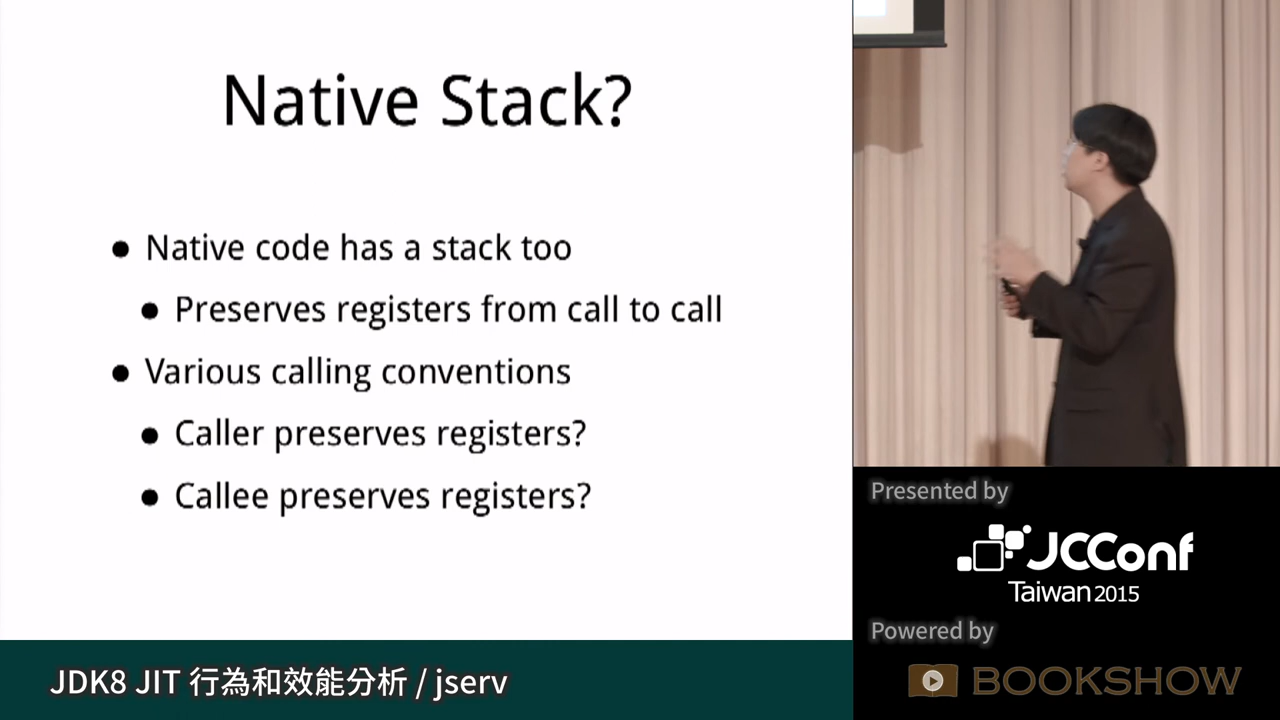 Native Stack?
Native code has a stack too
Preserves registers from call to call
Various calling conventions
Caller preserves registers?
Callee preserves registers?
JDK8 JIT 行為和效能分析 / jserv
Presented by
JCConf
Taiwan 2015
Powered by
BOOKSHOW